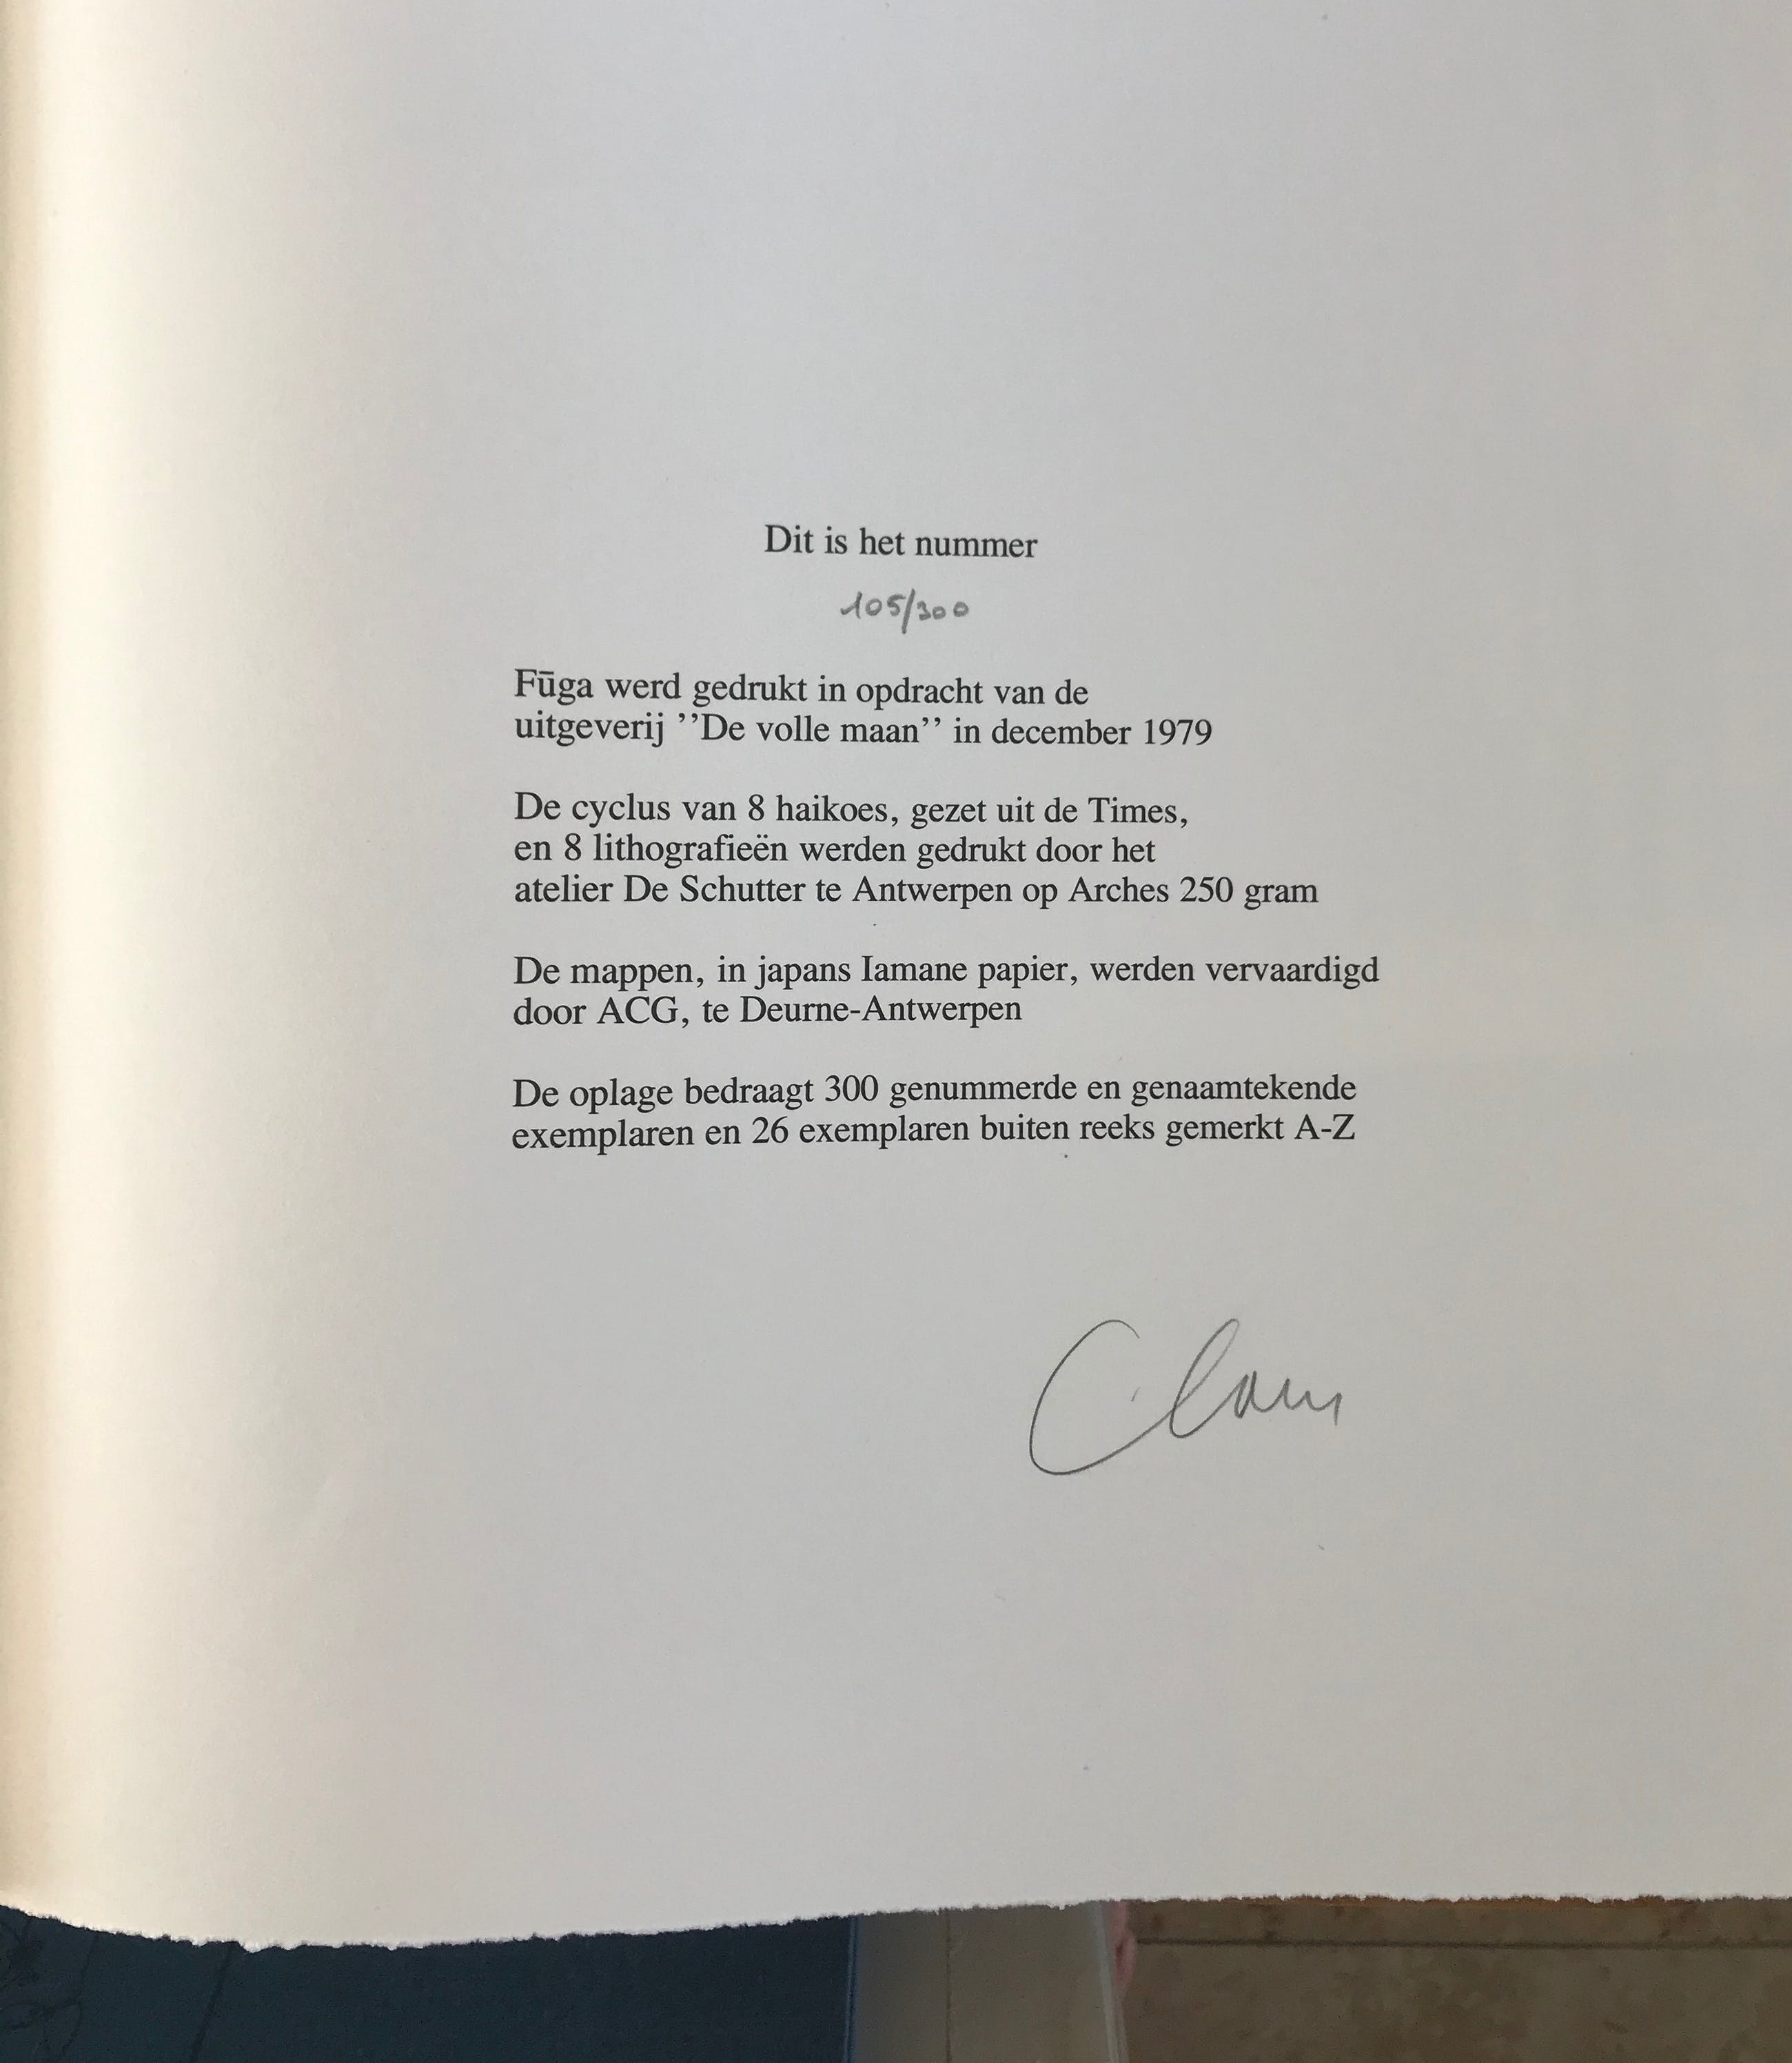 Dit is het nummer
105/300
Fūga werd gedrukt in opdracht van de
uitgeverij ’’De volle maan’’ in december 1979
De cyclus van 8 haikoes, gezet uit de Times,
en 8 lithografieën werden gedrukt door het
atelier De Schutter te Antwerpen op Arches 250 gram
De mappen, in japans Iamane papier, werden vervaardigd
door ACG, te Deurne-Antwerpen
De oplage bedraagt 300 genummerde en genaamtekende
exemplaren en 26 exemplaren buiten reeks gemerkt A-Z
Claus